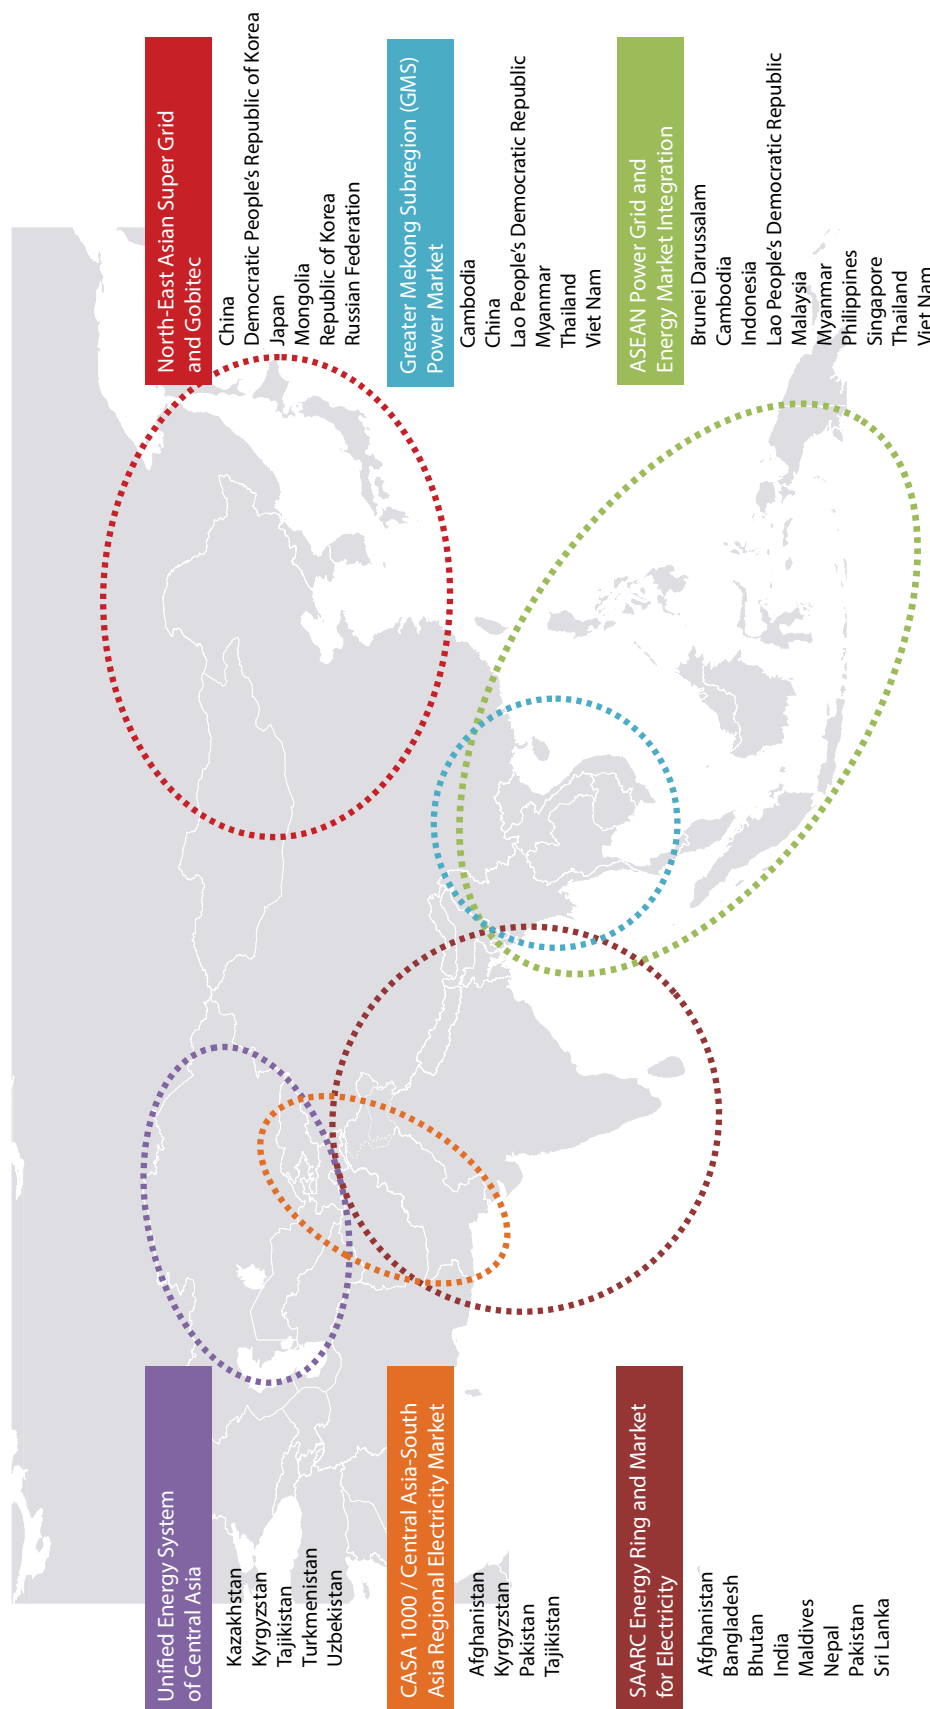 Unified Energy System
of Central Asia
Kazakhstan
Kyrgyzstan
Tajikistan
Turkmenistan
Uzbekistan
CASA 1000 / Central Asia-South
Asia Regional Electricity Market
Afghanistan
Kyrgyzstan
Pakistan
Tajikistan
SAARC Energy Ring and Market
for Electricity
Afghanistan
Bangladesh
Bhutan
India
Maldives
Nepal
Pakistan
Sri Lanka
North-East Asian Super Grid
and Gobitec
China
Democratic People's Republic of Korea
Japan
Mongolia
Republic of Korea
Russian Federation
Greater Mekong Subregion (GMS)
Power Market
Cambodia
China
Lao People's Democratic Republic
Myanmar
Thailand
Viet Nam
ASEAN Power Grid and
Energy Market Integration
Brunei Darussalam
Cambodia
Indonesia
Lao People's Democratic Republic
Malaysia
Myanmar
Philippines
Singapore
Thailand
Viet Nam